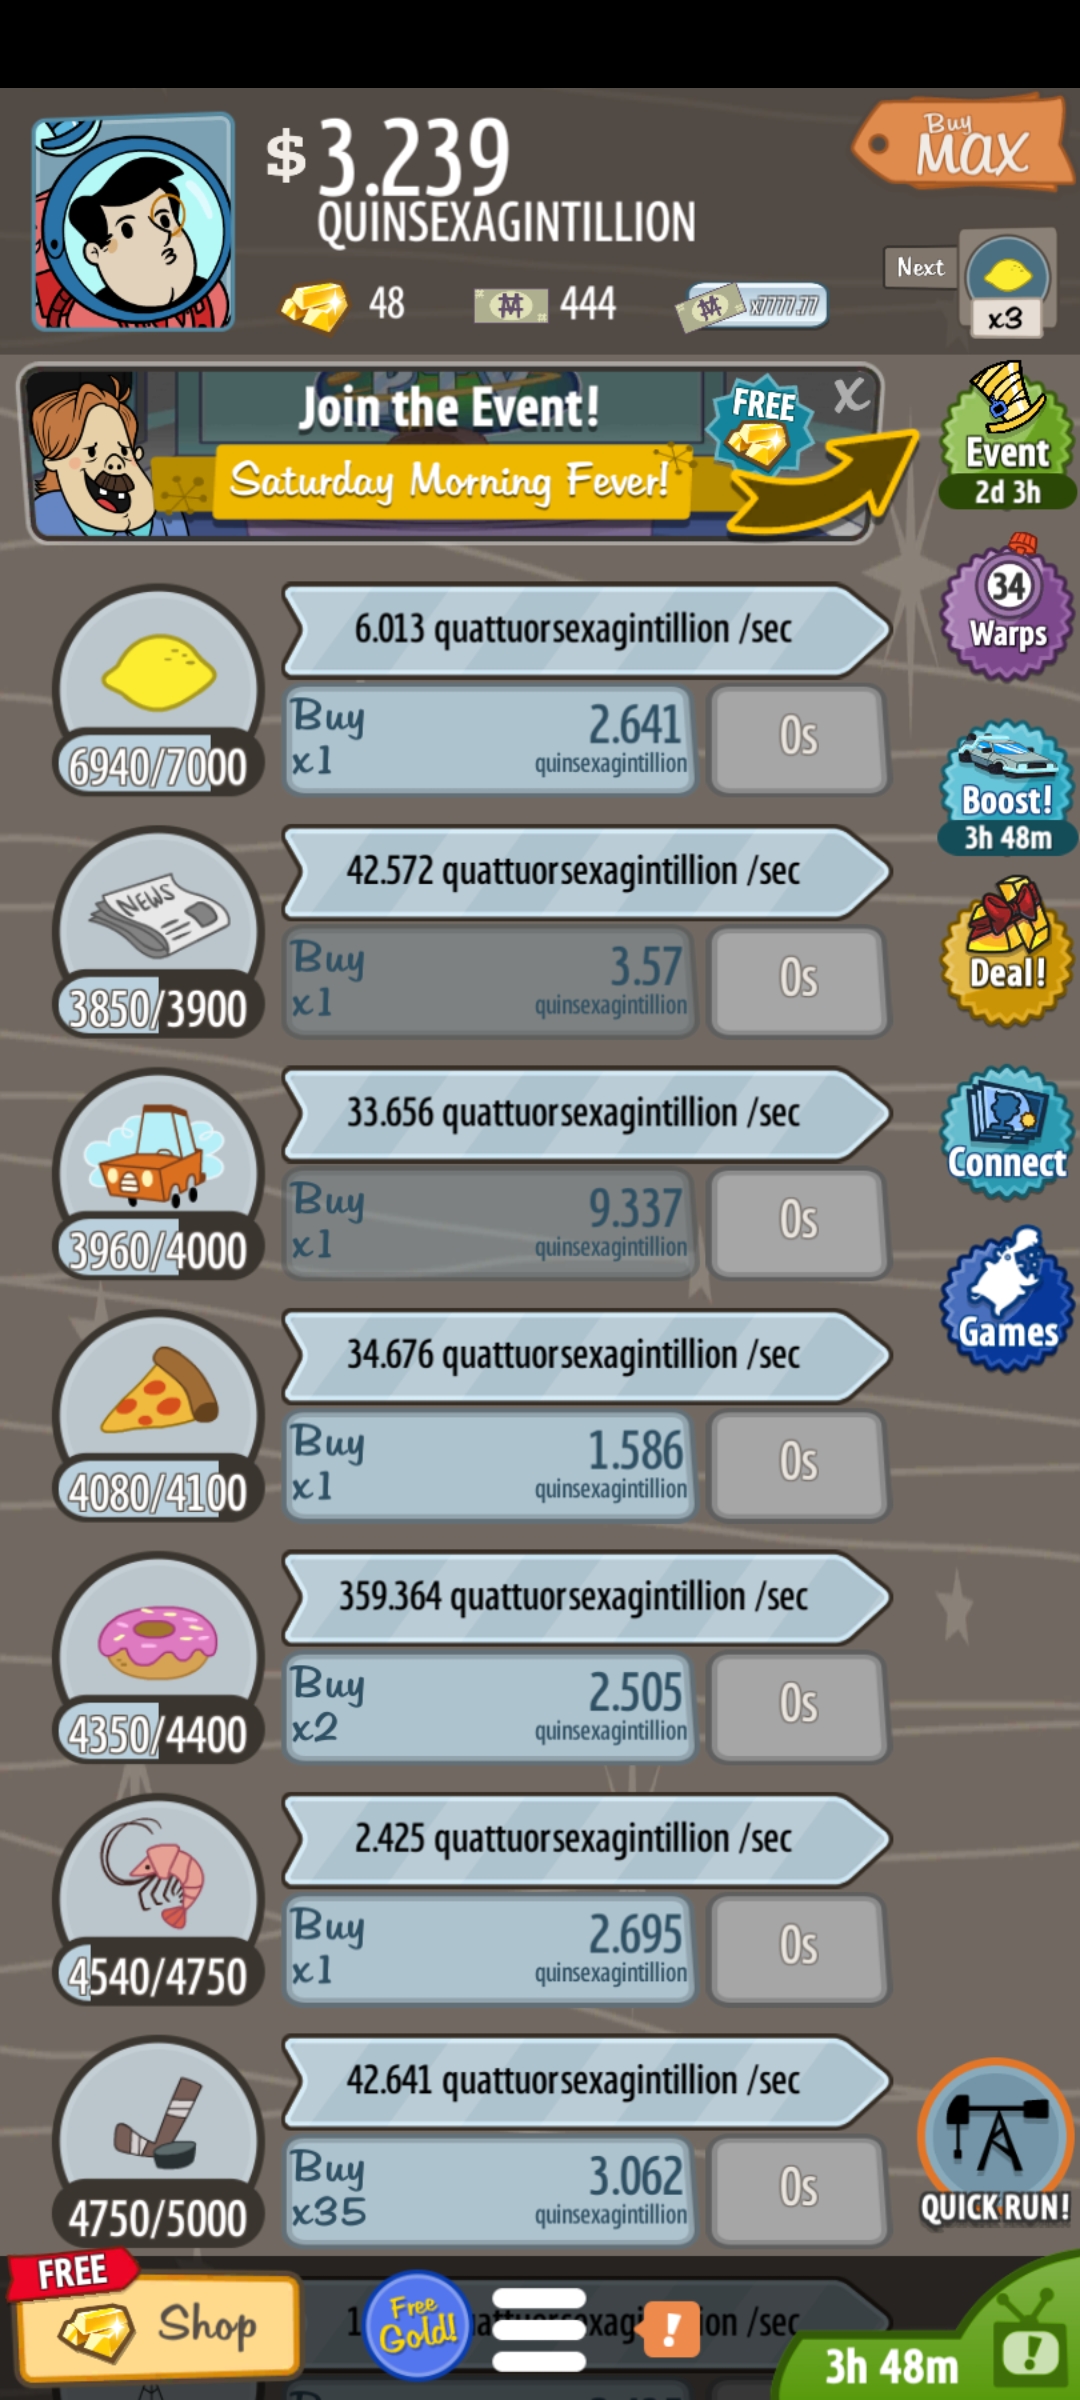 $ 3.239
QUINSEXAGINTILLION
Buy
MAX
48
444
x7777.77
Next
x3
Join the Event!
Saturday Morning Fever!
FREE
X
Event
2d 3h
34
Warps
6.013 quattuorsexagintillion /sec
Buy
x1
2.641
quinsexagintillion
0s
6940/7000
Boost!
3h 48m
42.572 quattuorsexagintillion /sec
NEWS
Buy
x1
3.57
quinsexagintillion
0s
3850/3900
Deal!
33.656 quattuorsexagintillion /sec
Buy
x1
9.337
quinsexagintillion
0s
3960/4000
Connect
Games
34.676 quattuorsexagintillion /sec
Buy
x1
1.586
quinsexagintillion
0s
4080/4100
359.364 quattuorsexagintillion /sec
Buy
x2
2.505
quinsexagintillion
0s
4350/4400
2.425 quattuorsexagintillion /sec
Buy
x1
2.695
quinsexagintillion
0s
4540/4750
42.641 quattuorsexagintillion /sec
Buy
x35
3.062
quinsexagintillion
0s
4750/5000
QUICK RUN!
FREE
Shop
Free
Gold!
!
/sec
3h 48m
!